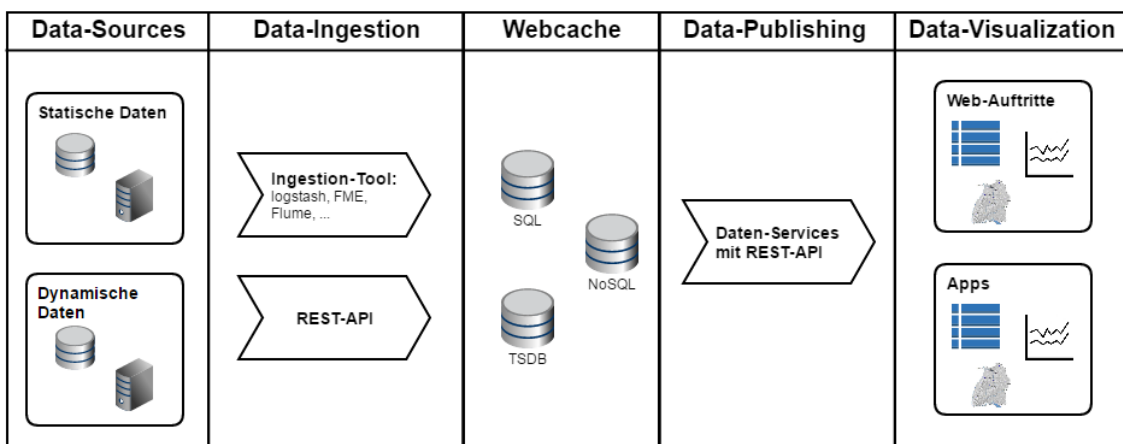 Data-Sources
Data-Ingestion
Webcache
Data-Publishing
Data-Visualization
Statische Daten
Dynamische
Daten
Ingestion-Tool:
logstash, FME,
Flume, ...
REST-API
SQL
NoSQL
TSDB
Daten-Services
mit REST-API
Web-Auftritte
Apps